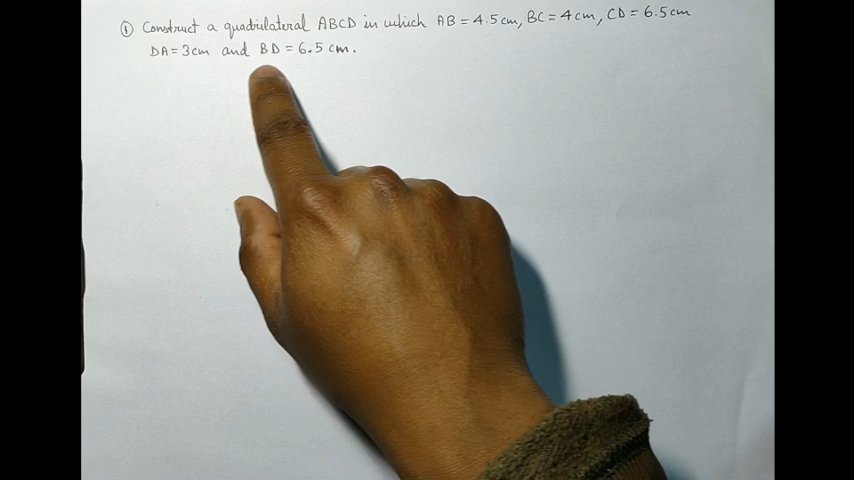 ① Construct a quadrilateral ABCD in which AB = 4.5 cm, BC = 4 cm, CD = 6.5 cm
DA = 3 cm and BD = 6.5 cm.